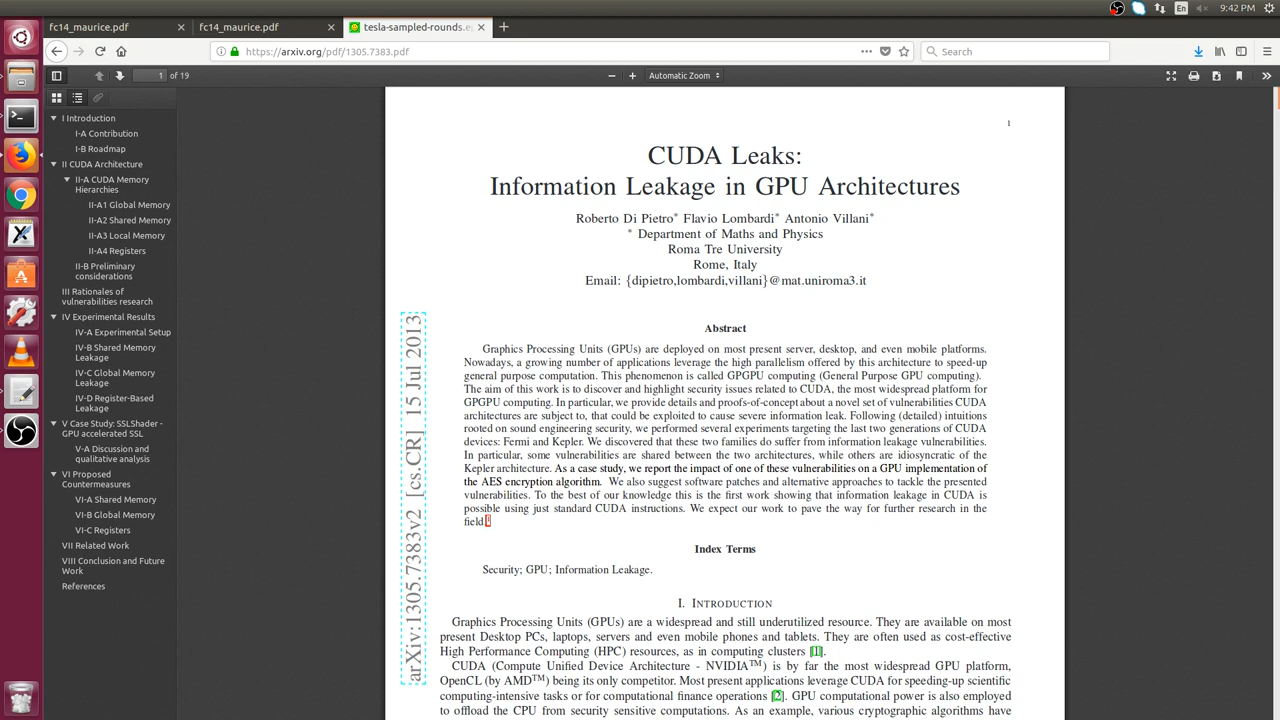 En
9:42 PM
fc14_maurice.pdf
fc14_maurice.pdf
tesla-sampled-rounds.e
https://arxiv.org/pdf/1305.7383.pdf
Search
1 of 19
Automatic Zoom
I Introduction
I-A Contribution
I-B Roadmap
II CUDA Architecture
II-A CUDA Memory
Hierarchies
II-A1 Global Memory
II-A2 Shared Memory
II-A3 Local Memory
II-A4 Registers
II-B Preliminary
considerations
III Rationales of
vulnerabilities research
IV Experimental Results
IV-A Experimental Setup
IV-B Shared Memory
Leakage
IV-C Global Memory
Leakage
IV-D Register-Based
Leakage
V Case Study: SSLShader -
GPU accelerated SSL
V-A Discussion and
qualitative analysis
VI Proposed
Countermeasures
VI-A Shared Memory
VI-B Global Memory
VI-C Registers
VII Related Work
VIII Conclusion and Future
Work
References
1
CUDA Leaks:
Information Leakage in GPU Architectures
Roberto Di Pietro* Flavio Lombardi* Antonio Villani*
* Department of Maths and Physics
Roma Tre University
Rome, Italy
Email: {dipietro,lombardi,villani}@mat.uniroma3.it
arXiv:1305.7383v2 [cs.CR] 15 Jul 2013
Abstract
Graphics Processing Units (GPUs) are deployed on most present server, desktop, and even mobile platforms.
Nowadays, a growing number of applications leverage the high parallelism offered by this architecture to speed-up
general purpose computation. This phenomenon is called GPGPU computing (General Purpose GPU computing).
The aim of this work is to discover and highlight security issues related to CUDA, the most widespread platform for
GPGPU computing. In particular, we provide details and proofs-of-concept about a novel set of vulnerabilities CUDA
architectures are subject to, that could be exploited to cause severe information leak. Following (detailed) intuitions
rooted on sound engineering security, we performed several experiments targeting the last two generations of CUDA
devices: Fermi and Kepler. We discovered that these two families do suffer from information leakage vulnerabilities.
In particular, some vulnerabilities are shared between the two architectures, while others are idiosyncratic of the
Kepler architecture. As a case study, we report the impact of one of these vulnerabilities on a GPU implementation of
the AES encryption algorithm. We also suggest software patches and alternative approaches to tackle the presented
vulnerabilities. To the best of our knowledge this is the first work showing that information leakage in CUDA is
possible using just standard CUDA instructions. We expect our work to pave the way for further research in the
field.1
Index Terms
Security; GPU; Information Leakage.
I. INTRODUCTION
Graphics Processing Units (GPUs) are a widespread and still underutilized resource. They are available on most
present Desktop PCs, laptops, servers and even mobile phones and tablets. They are often used as cost-effective
High Performance Computing (HPC) resources, as in computing clusters [1].
CUDA (Compute Unified Device Architecture - NVIDIA™) is by far the most widespread GPU platform,
OpenCL (by AMD™) being its only competitor. Most present applications leverage CUDA for speeding-up scientific
computing-intensive tasks or for computational finance operations [2]. GPU computational power is also employed
to offload the CPU from security sensitive computations. As an example, various cryptographic algorithms have